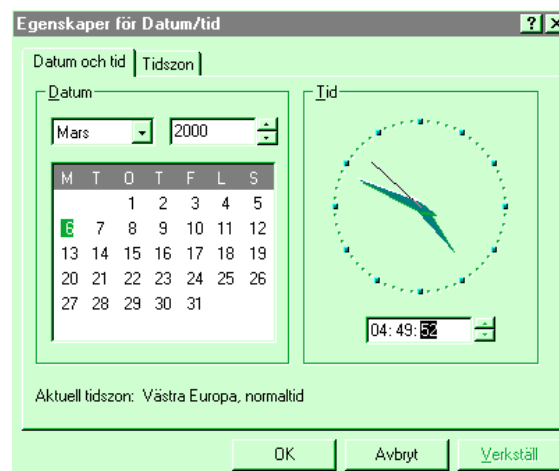 Egenskaper för Datum/tid
Datum och tid
Tidszon
Datum
Mars
2000
M T O T F L S
1 2 3 4 5
6 7 8 9 10 11 12
13 14 15 16 17 18 19
20 21 22 23 24 25 26
27 28 29 30 31
Tid
04:49:52
Aktuell tidszon: Västra Europa, normaltid
OK
Avbryt
Verkställ